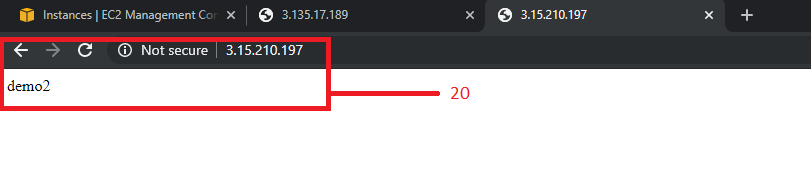 Instances | EC2 Management Con
3.135.17.189
3.15.210.197
Not secure
3.15.210.197
demo2
20